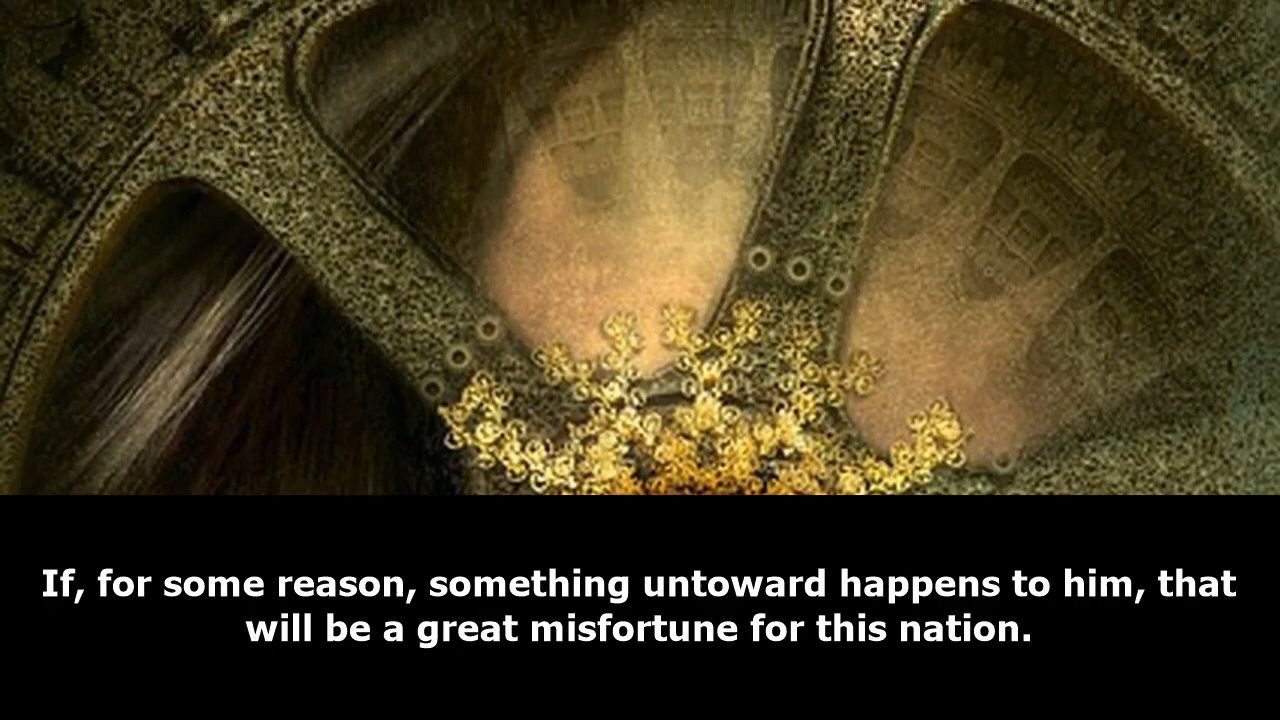 If, for some reason, something untoward happens to him, that
will be a great misfortune for this nation.